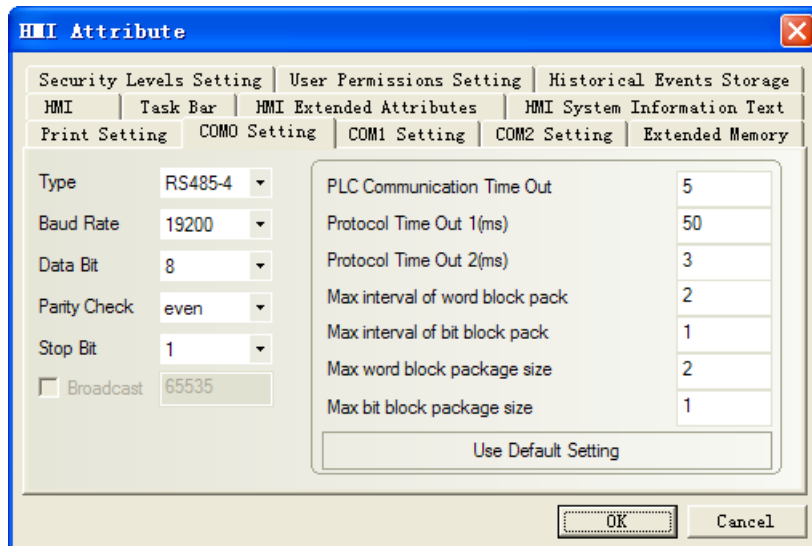 HMI Attribute
Security Levels Setting User Permissions Setting Historical Events Storage
HMI Task Bar HMI Extended Attributes HMI System Information Text
Print Setting COM0 Setting COM1 Setting COM2 Setting Extended Memory
Type RS485-4 PLC Communication Time Out 5
Baud Rate 19200 Protocol Time Out 1(ms) 50
Data Bit 8 Protocol Time Out 2(ms) 3
Parity Check even Max interval of word block pack 2
Stop Bit 1 Max interval of bit block pack 1
Broadcast 65535 Max word block package size 2
Max bit block package size 1
Use Default Setting
OK Cancel